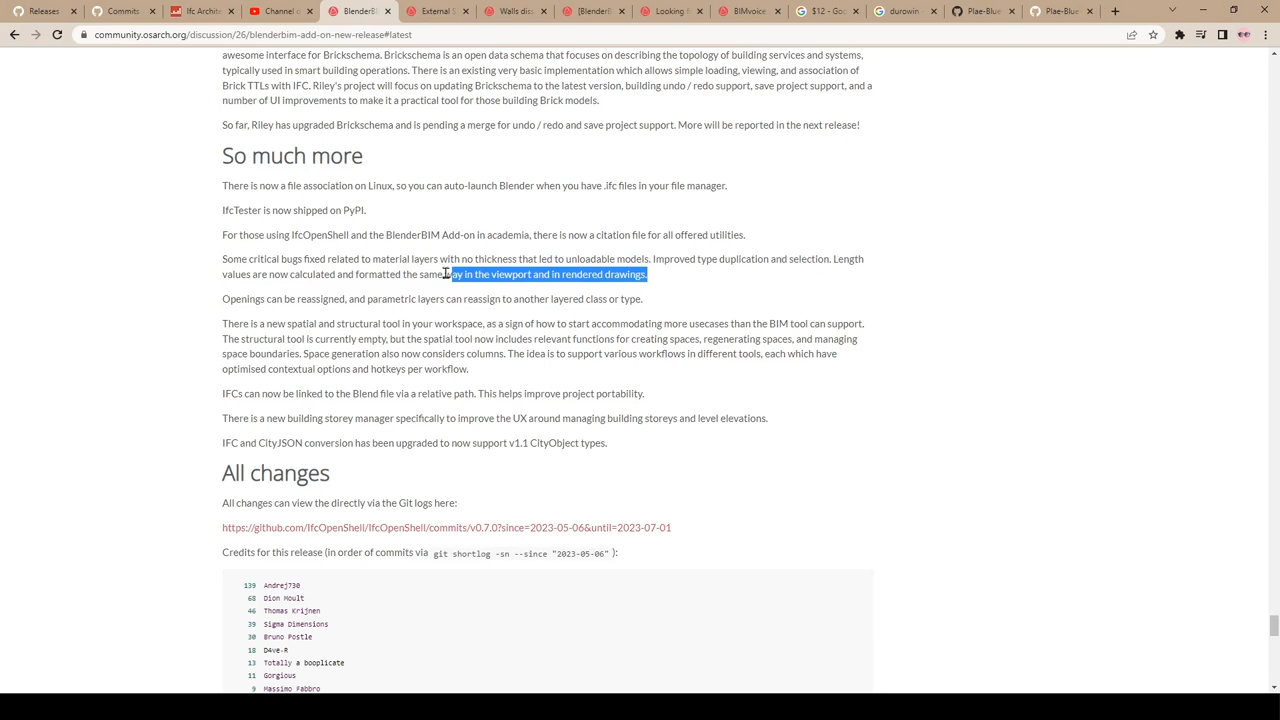 Releases
Commits
Ifc Archite
Channel c
BlenderBI
External S
Walls dis
[BlenderB
Looking f
BIMvoice
$12 - Goo
durowin v
Plae-Blue
Plae-Blue
community.osarch.org/discussion/26/blenderbim-add-on-new-release#latest
awesome interface for Brickschema. Brickschema is an open data schema that focuses on describing the topology of building services and systems,
typically used in smart building operations. There is an existing very basic implementation which allows simple loading, viewing, and association of
Brick TTLs with IFC. Riley's project will focus on updating Brickschema to the latest version, building undo / redo support, save project support, and a
number of UI improvements to make it a practical tool for those building Brick models.
So far, Riley has upgraded Brickschema and is pending a merge for undo / redo and save project support. More will be reported in the next release!
So much more
There is now a file association on Linux, so you can auto-launch Blender when you have .ifc files in your file manager.
IfcTester is now shipped on PyPI.
For those using IfcOpenShell and the BlenderBIM Add-on in academia, there is now a citation file for all offered utilities.
Some critical bugs fixed related to material layers with no thickness that led to unloadable models. Improved type duplication and selection. Length
values are now calculated and formatted the same way in the viewport and in rendered drawings.
Openings can be reassigned, and parametric layers can reassign to another layered class or type.
There is a new spatial and structural tool in your workspace, as a sign of how to start accommodating more usecases than the BIM tool can support.
The structural tool is currently empty, but the spatial tool now includes relevant functions for creating spaces, regenerating spaces, and managing
space boundaries. Space generation also now considers columns. The idea is to support various workflows in different tools, each which have
optimised contextual options and hotkeys per workflow.
IFCs can now be linked to the Blend file via a relative path. This helps improve project portability.
There is a new building storey manager specifically to improve the UX around managing building storeys and level elevations.
IFC and CityJSON conversion has been upgraded to now support v1.1 CityObject types.
All changes
All changes can view the directly via the Git logs here:
https://github.com/IfcOpenShell/IfcOpenShell/commits/v0.7.0?since=2023-05-06&until=2023-07-01
Credits for this release (in order of commits via git shortlog -sn --since "2023-05-06" ):
139 Andrej730
68 Dion Moult
46 Thomas Krijnen
39 Sigma Dimensions
30 Bruno Postle
18 D4ve-R
13 Totally a booplicate
11 Gorgious
9 Massimo Fabbro